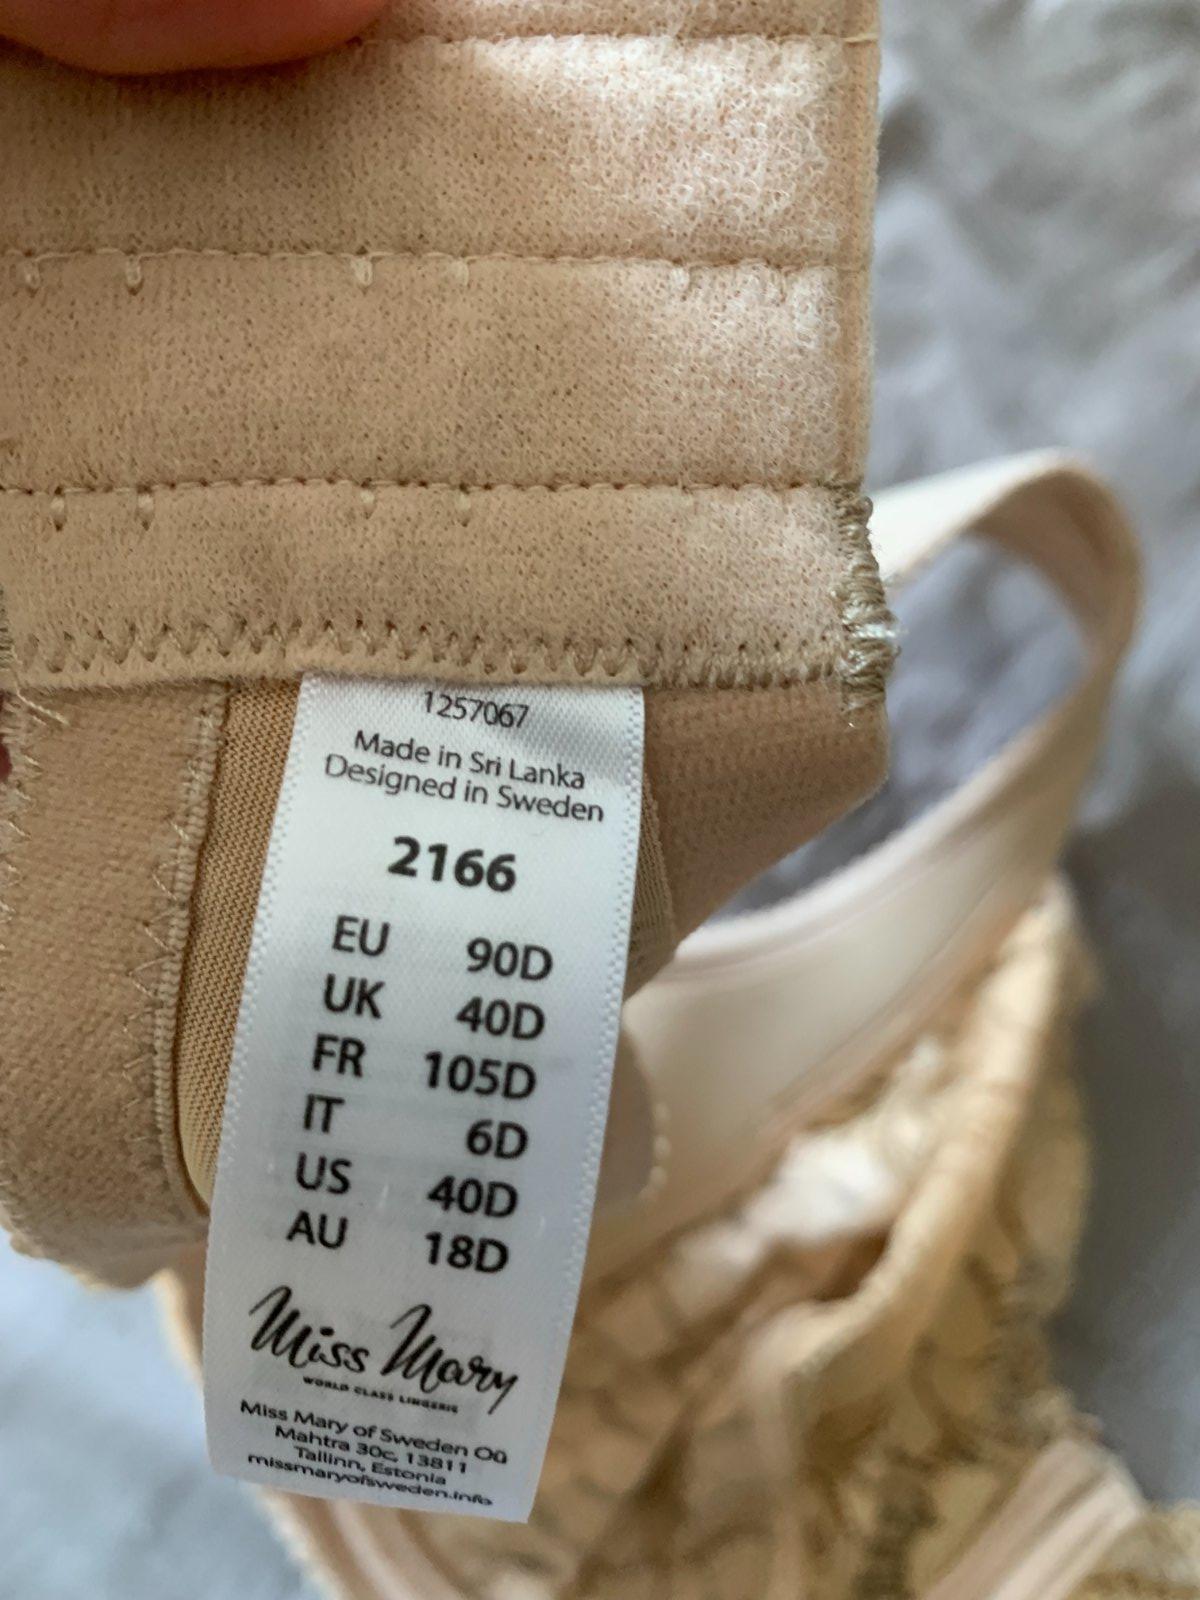 1257067
Made in Sri Lanka
Designed in Sweden
2166
EU 90D
UK 40D
FR 105D
IT 6D
US 40D
AU 18D
Miss Mary
WORLD CLASS LINGERIE
Miss Mary of Sweden OÜ
Mahtra 30c, 13811
Tallinn, Estonia
missmaryofsweden.info